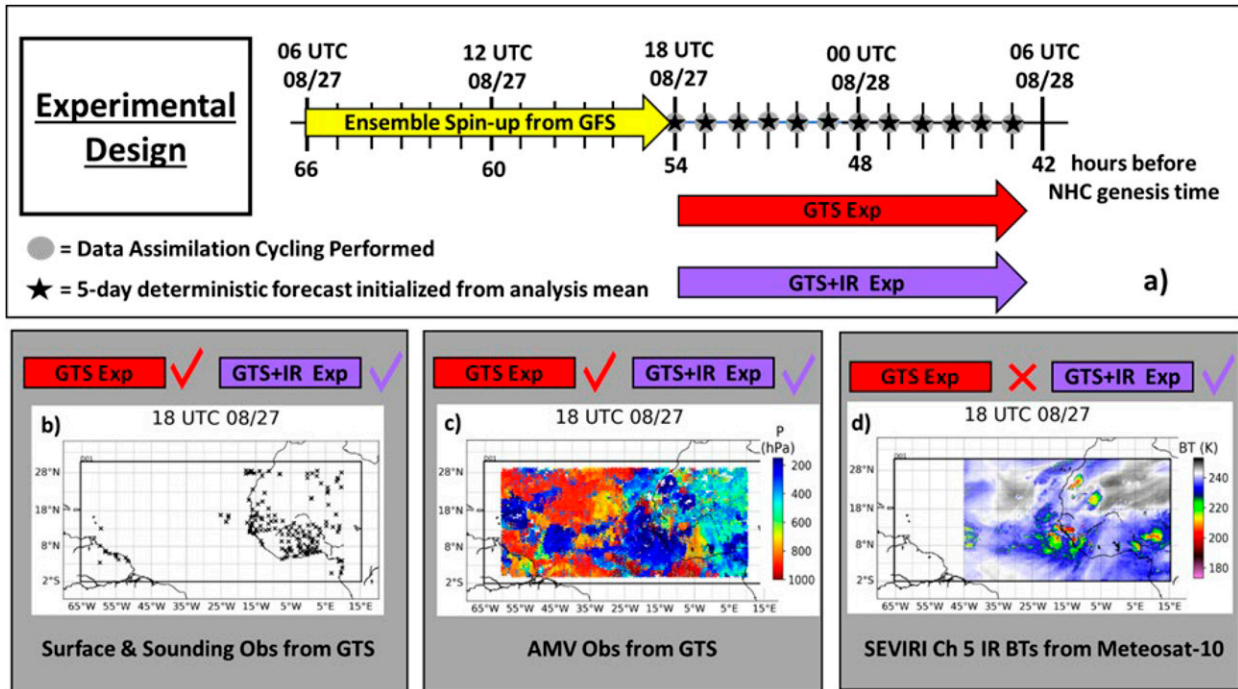 Experimental
Design
06 UTC
08/27
12 UTC
08/27
18 UTC
08/27
00 UTC
08/28
06 UTC
08/28
Ensemble Spin-up from GFS
66
60
54
48
42
hours before
NHC genesis time
GTS Exp
GTS+IR Exp
= Data Assimilation Cycling Performed
= 5-day deterministic forecast initialized from analysis mean
a)
GTS Exp
GTS+IR Exp
b)
18 UTC 08/27
D01
28°N
18°N
8°N
2°S
65°W 55°W 45°W 35°W 25°W 15°W 5°W 5°E 15°E
Surface & Sounding Obs from GTS
GTS Exp
GTS+IR Exp
c)
18 UTC 08/27
P
(hPa)
D01
28°N
18°N
8°N
2°S
65°W 55°W 45°W 35°W 25°W 15°W 5°W 5°E 15°E
200
400
600
800
1000
AMV Obs from GTS
GTS Exp
GTS+IR Exp
d)
18 UTC 08/27
BT (K)
D01
28°N
18°N
8°N
2°S
65°W 55°W 45°W 35°W 25°W 15°W 5°W 5°E 15°E
240
230
220
210
200
190
180
SEVIRI Ch 5 IR BTs from Meteosat-10